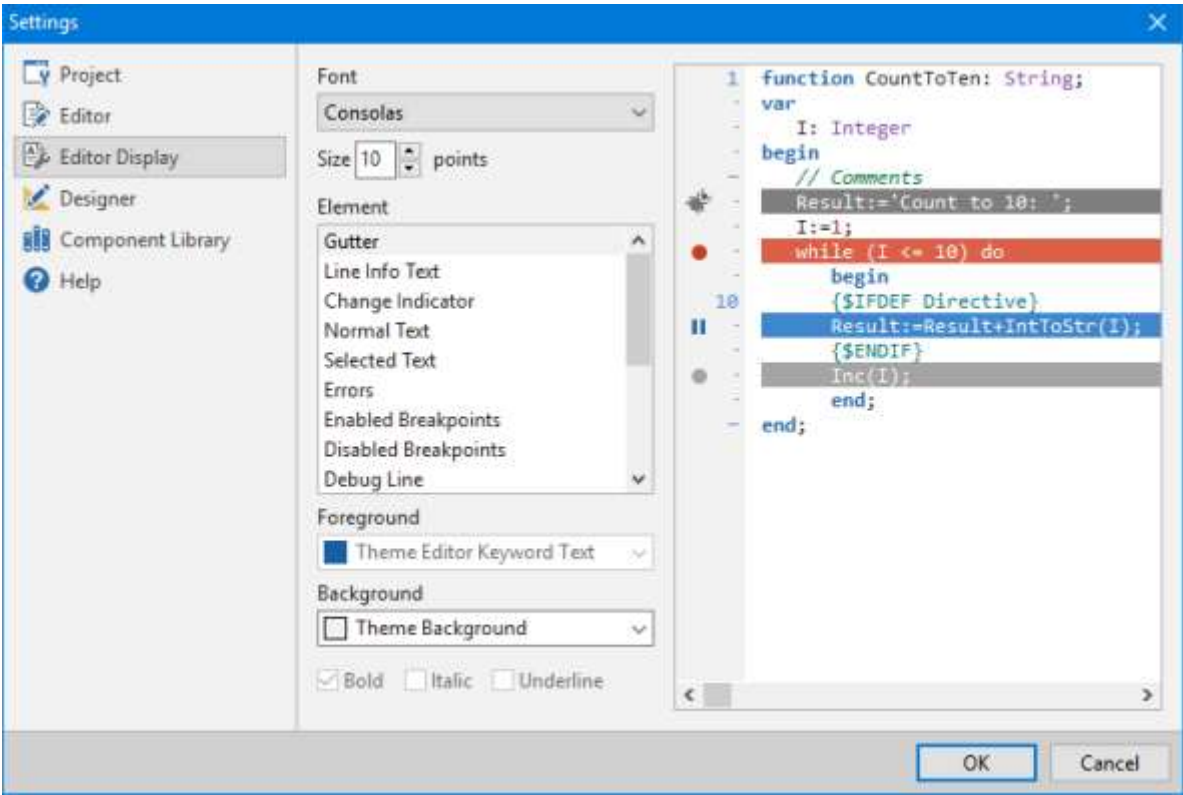 Settings
Project
Editor
Editor Display
Designer
Component Library
Help
Font
Consolas
Size 10 points
Element
Gutter
Line Info Text
Change Indicator
Normal Text
Selected Text
Errors
Enabled Breakpoints
Disabled Breakpoints
Debug Line
Foreground
Theme Editor Keyword Text
Background
Theme Background
Bold Italic Underline
1 function CountToTen: String;
var
I: Integer
begin
// Comments
Result:='Count to 10: ';
I:=1;
while (I <= 10) do
begin
10 {$IFDEF Directive}
Result:=Result+IntToStr(I);
{$ENDIF}
Inc(I);
end;
end;
OK Cancel